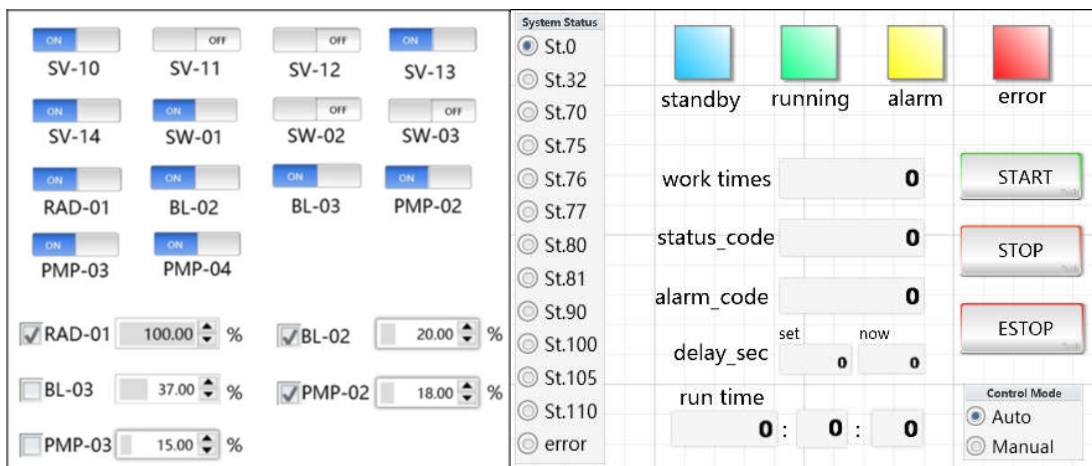 ON OFF OFF ON
SV-10 SV-11 SV-12 SV-13
ON ON OFF OFF
SV-14 SW-01 SW-02 SW-03
ON ON ON ON
RAD-01 BL-02 BL-03 PMP-02
ON ON
PMP-03 PMP-04
RAD-01 100.00 % BL-02 20.00 %
BL-03 37.00 % PMP-02 18.00 %
PMP-03 15.00 %
System Status
St.0
St.32
St.70
St.75
St.76
St.77
St.80
St.81
St.90
St.100
St.105
St.110
error
standby running alarm error
work times 0
status_code 0
alarm_code 0
set now
delay_sec 0 0
run time
0 : 0 : 0
START
STOP
ESTOP
Control Mode
Auto
Manual